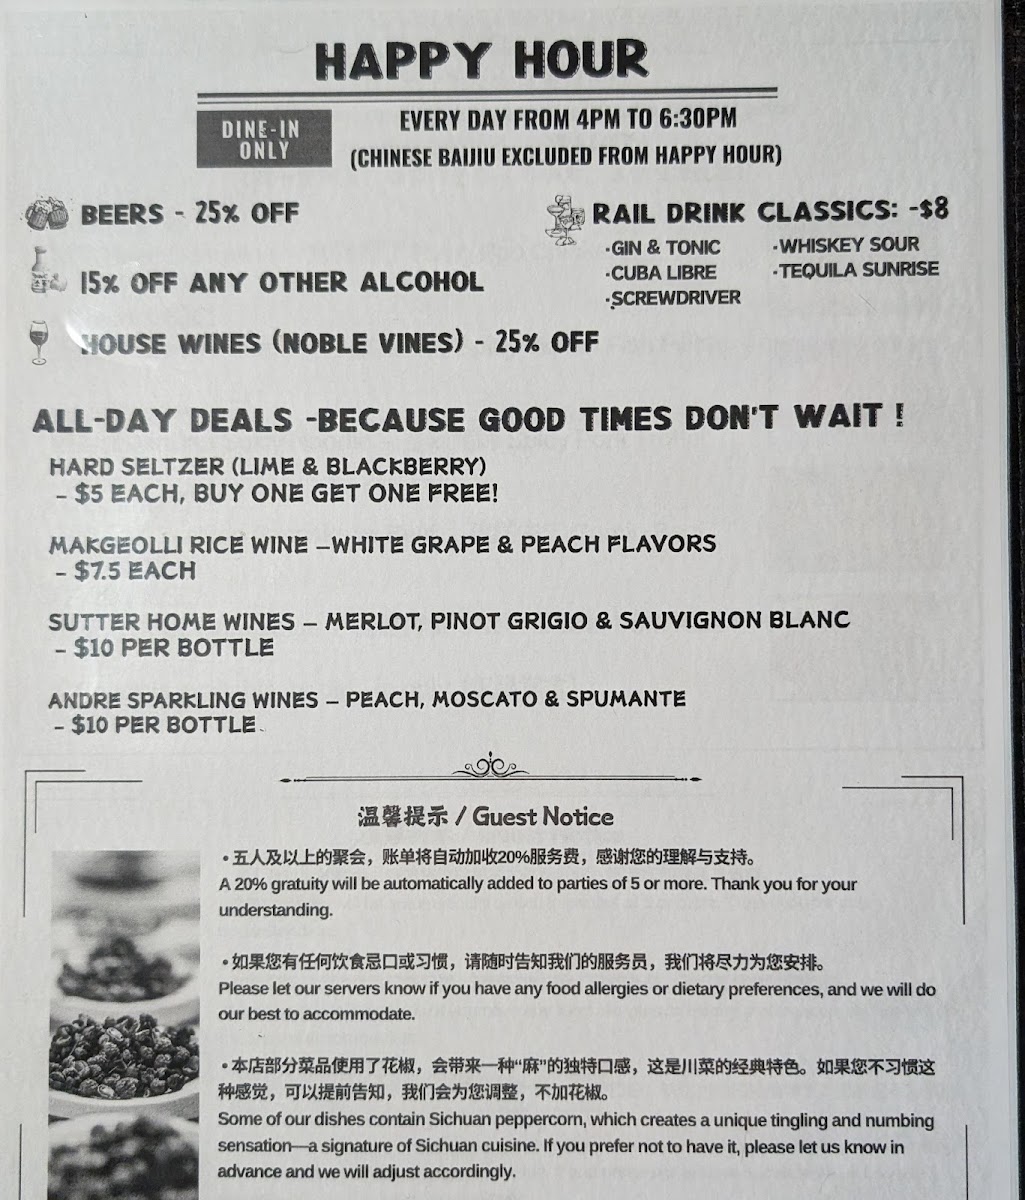 HAPPY HOUR
DINE-IN
ONLY
EVERY DAY FROM 4PM TO 6:30PM
(CHINESE BAIJIU EXCLUDED FROM HAPPY HOUR)
BEERS - 25% OFF
15% OFF ANY OTHER ALCOHOL
HOUSE WINES (NOBLE VINES) - 25% OFF
RAIL DRINK CLASSICS: -$8
·GIN & TONIC
·CUBA LIBRE
·SCREWDRIVER
·WHISKEY SOUR
·TEQUILA SUNRISE
ALL-DAY DEALS -BECAUSE GOOD TIMES DON'T WAIT !
HARD SELTZER (LIME & BLACKBERRY)
– $5 EACH, BUY ONE GET ONE FREE!
MAKGEOLLI RICE WINE –WHITE GRAPE & PEACH FLAVORS
– $7.5 EACH
SUTTER HOME WINES – MERLOT, PINOT GRIGIO & SAUVIGNON BLANC
– $10 PER BOTTLE
ANDRE SPARKLING WINES – PEACH, MOSCATO & SPUMANTE
– $10 PER BOTTLE
温馨提示 / Guest Notice
• 五人及以上的聚会，账单将自动加收20%服务费，感谢您的理解与支持。
A 20% gratuity will be automatically added to parties of 5 or more. Thank you for your
understanding.
• 如果您有任何饮食忌口或习惯，请随时告知我们的服务员，我们将尽力为您安排。
Please let our servers know if you have any food allergies or dietary preferences, and we will do
our best to accommodate.
• 本店部分菜品使用了花椒，会带来一种“麻”的独特口感，这是川菜的经典特色。如果您不习惯这
种感觉，可以提前告知，我们会为您调整，不加花椒。
Some of our dishes contain Sichuan peppercorn, which creates a unique tingling and numbing
sensation—a signature of Sichuan cuisine. If you prefer not to have it, please let us know in
advance and we will adjust accordingly.